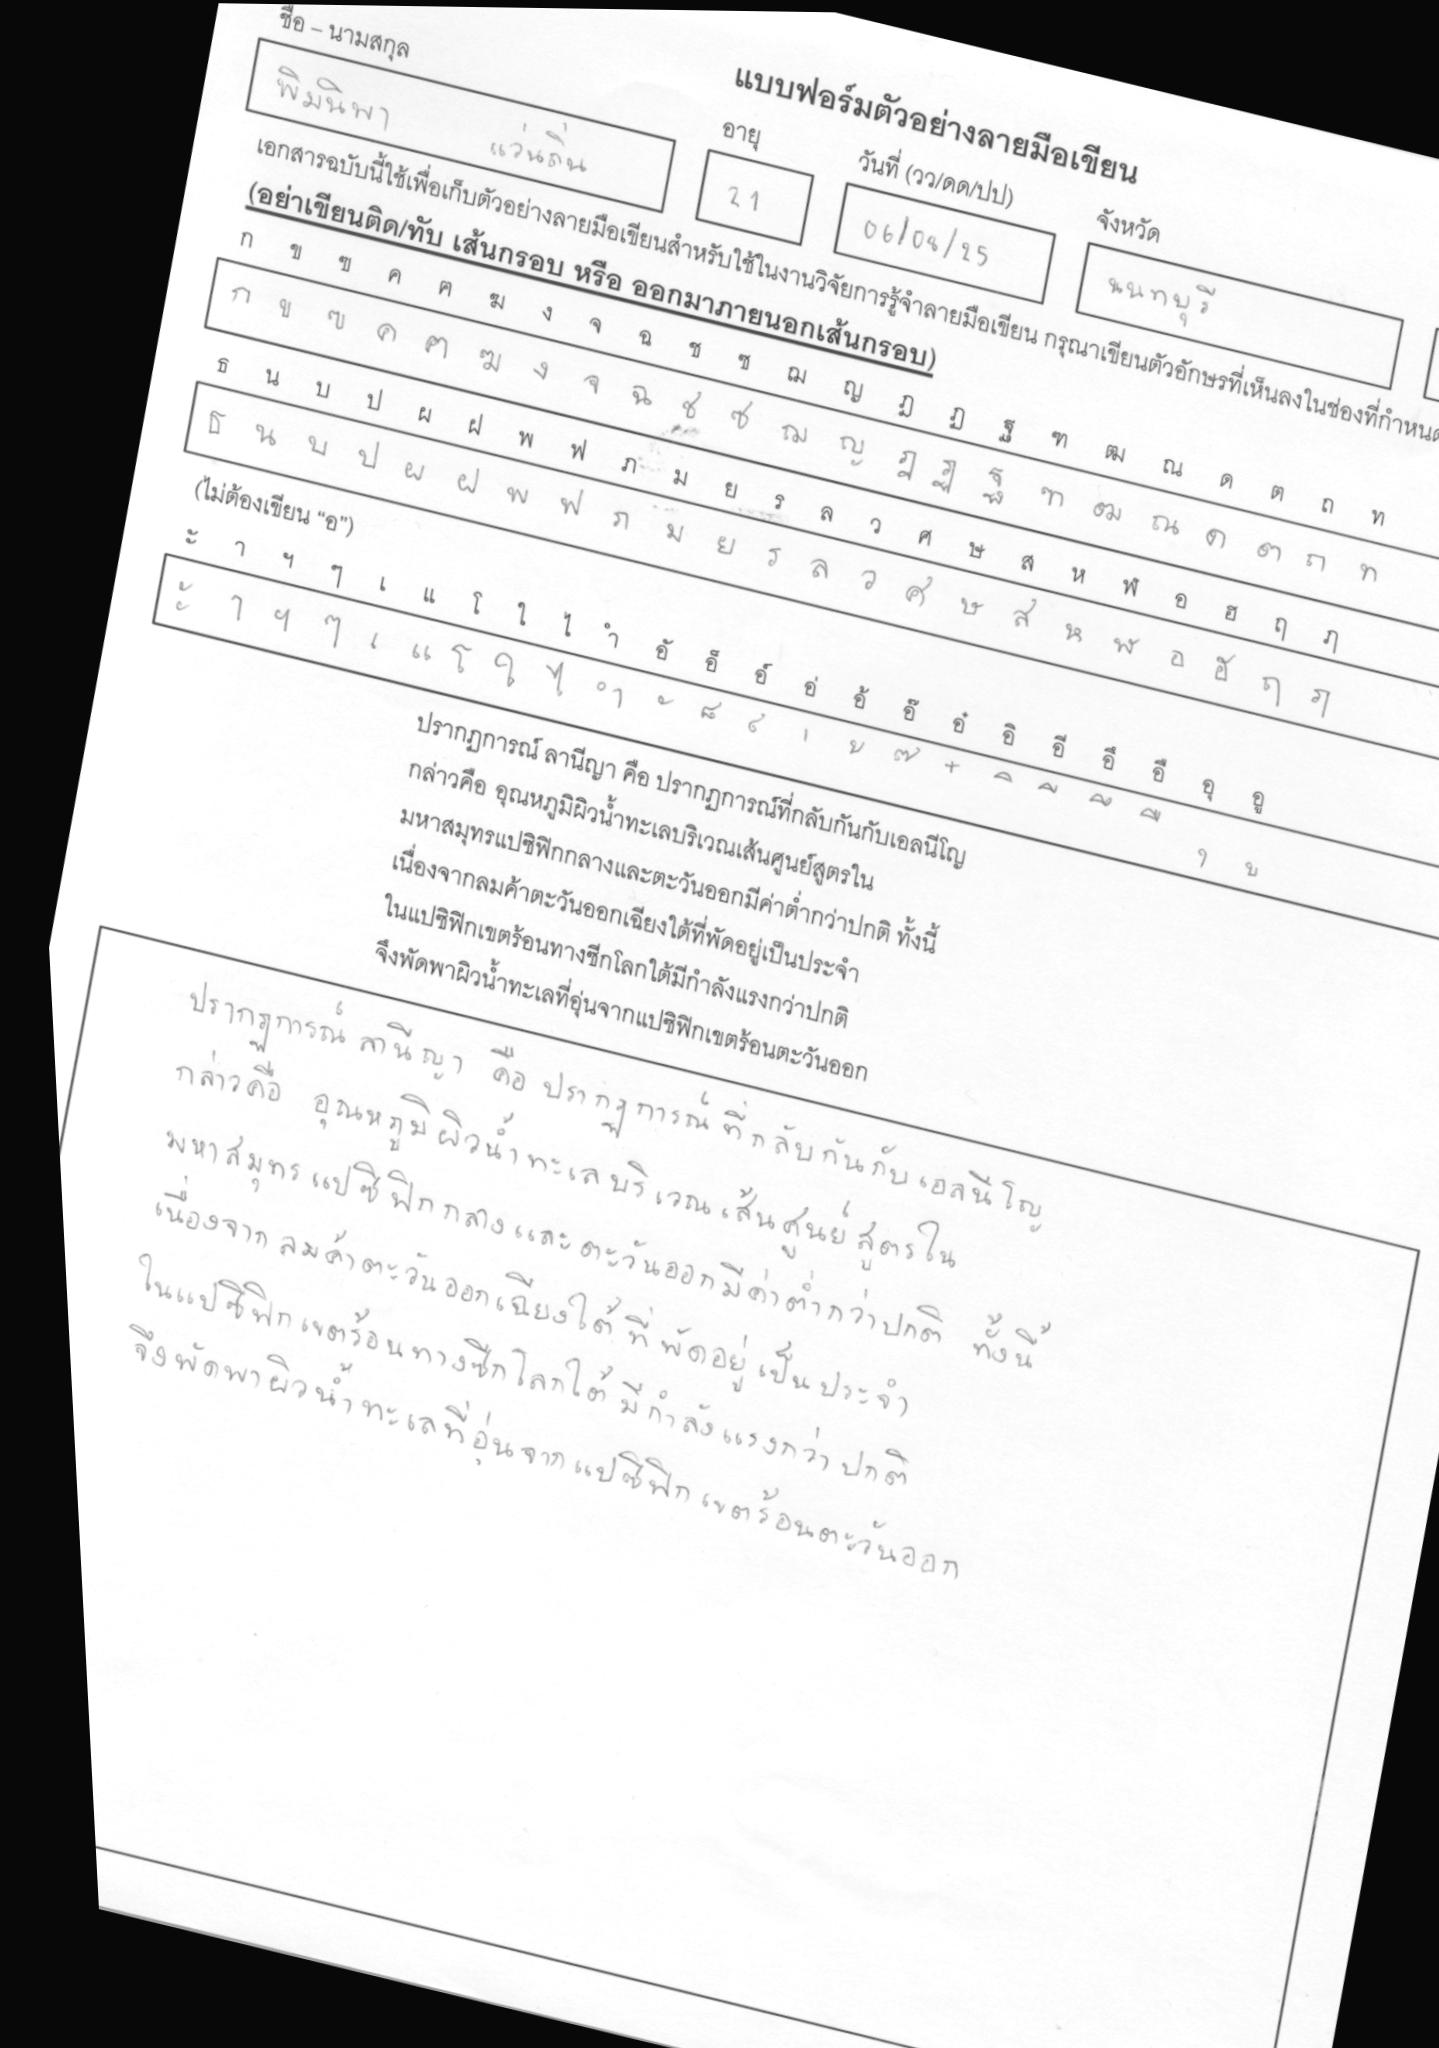 แบบฟอร์มตัวอย่างลายมือเขียน
ชื่อ – นามสกุล อายุ วันที่ (วว/ดด/ปป) จังหวัด
พิมนิพา แว่นถิ่น 21 06/08/25 นนทบุรี
เอกสารฉบับนี้ใช้เพื่อเก็บตัวอย่างลายมือเขียนสำหรับใช้ในงานวิจัยการรู้จำลายมือเขียน กรุณาเขียนตัวอักษรที่เห็นลงในช่องที่กำหนด
(อย่าเขียนติด/ทับ เส้นกรอบ หรือ ออกมาภายนอกเส้นกรอบ)
ก ข ฃ ค ฅ ฆ ง จ ฉ ช ซ ฌ ญ ฎ ฏ ฐ ฑ ฒ ณ ด ต ถ ท
ก ข ฃ ค ฅ ฆ ง จ ฉ ช ซ ฌ ญ ฎ ฏ ฐ ฑ ฒ ณ ด ต ถ ท
ธ น บ ป ผ ฝ พ ฟ ภ ม ย ร ล ว ศ ษ ส ห ฬ อ ฮ ฤ ฦ
ธ น บ ป ผ ฝ พ ฟ ภ ม ย ร ล ว ศ ษ ส ห ฬ อ ฮ ฤ ฦ
(ไม่ต้องเขียน “อ”)
ะ า ฯ ๆ เ แ โ ใ ไ ำ อั อ็ อ์ อ่ อ้ อ๊ อ๋ อิ อี อึ อื อุ อู
ะ า ฯ ๆ เ แ โ ใ ไ ำ ั ็ ์ ่ ้ ๊ ๋ ิ ี ึ ื ุ ู
ปรากฏการณ์ ลานีญา คือ ปรากฏการณ์ที่กลับกันกับเอลนีโญ
กล่าวคือ อุณหภูมิผิวน้ำทะเลบริเวณเส้นศูนย์สูตรใน
มหาสมุทรแปซิฟิกกลางและตะวันออกมีค่าต่ำกว่าปกติ ทั้งนี้
เนื่องจากลมค้าตะวันออกเฉียงใต้ที่พัดอยู่เป็นประจำ
ในแปซิฟิกเขตร้อนทางซีกโลกใต้มีกำลังแรงกว่าปกติ
จึงพัดพาผิวน้ำทะเลที่อุ่นจากแปซิฟิกเขตร้อนตะวันออก
ปรากฏการณ์ ลานีญา คือ ปรากฏการณ์ ที่กลับกันกับ เอลนีโญ
กล่าวคือ อุณหภูมิผิวน้ำทะเลบริเวณเส้นศูนย์สูตรใน
มหาสมุทรแปซิฟิกกลางและตะวันออกมีค่าต่ำกว่าปกติ ทั้งนี้
เนื่องจาก ลมค้าตะวันออกเฉียงใต้ ที่พัดอยู่ เป็นประจำ
ในแปซิฟิกเขตร้อนทางซีกโลกใต้ มีกำลังแรงกว่าปกติ
จึงพัดพาผิวน้ำทะเลที่อุ่นจากแปซิฟิกเขตร้อนตะวันออก